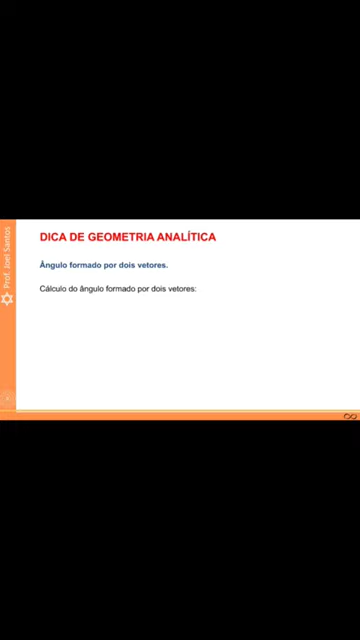 DICA DE GEOMETRIA ANALÍTICA
Ângulo formado por dois vetores.
Cálculo do ângulo formado por dois vetores:
Prof. Joel Santos